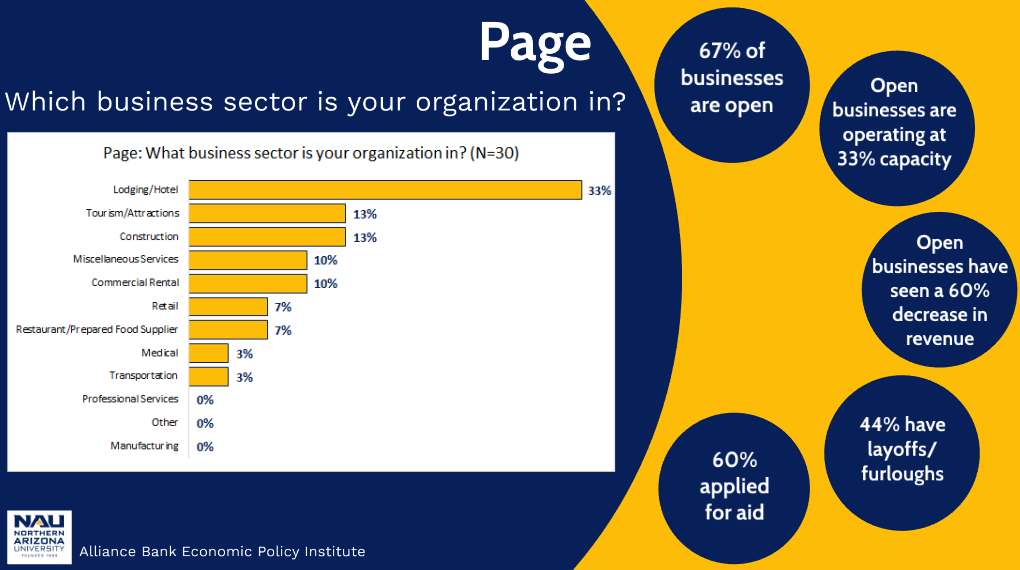 Page
Which business sector is your organization in?
Page: What business sector is your organization in? (N=30)
Lodging/Hotel 33%
Tourism/Attractions 13%
Construction 13%
Miscellaneous Services 10%
Commercial Rental 10%
Retail 7%
Restaurant/Prepared Food Supplier 7%
Medical 3%
Transportation 3%
Professional Services 0%
Other 0%
Manufacturing 0%
67% of
businesses
are open
Open
businesses are
operating at
33% capacity
Open
businesses have
seen a 60%
decrease in
revenue
44% have
layoffs/
furloughs
60%
applied
for aid
NAU
NORTHERN
ARIZONA
UNIVERSITY
FOUNDED 1899
Alliance Bank Economic Policy Institute